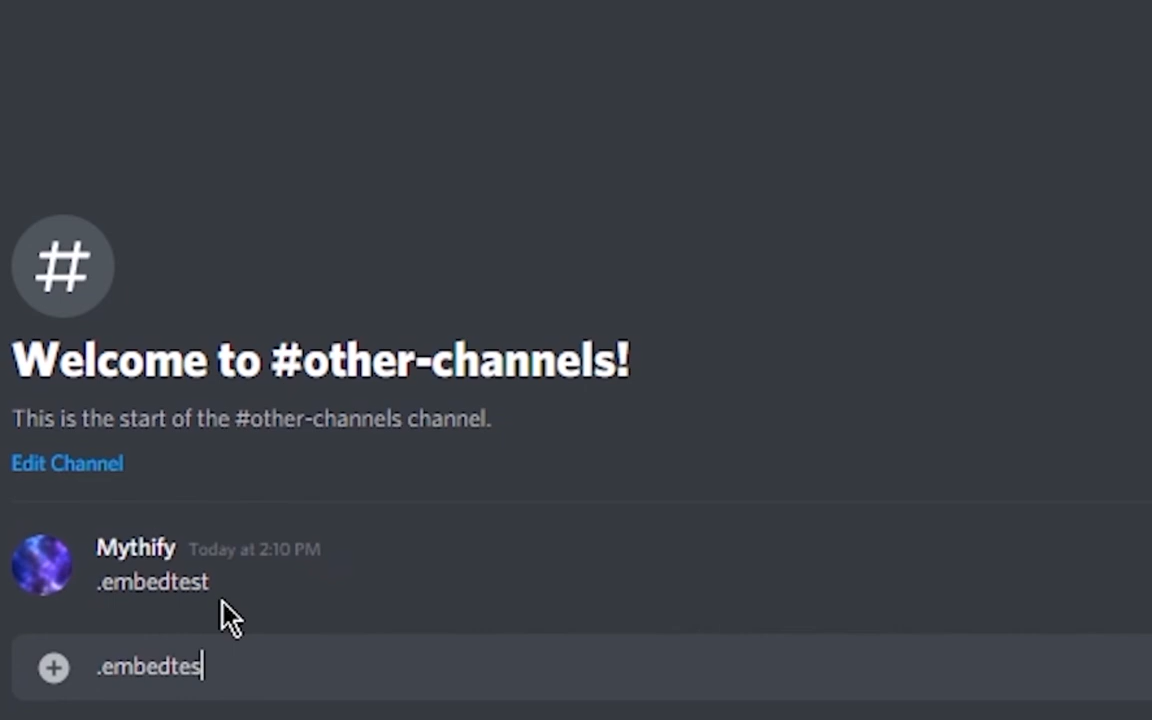 #
Welcome to #other-channels!
This is the start of the #other-channels channel.
Edit Channel
Mythify Today at 2:10 PM
.embedtest
.embedtes